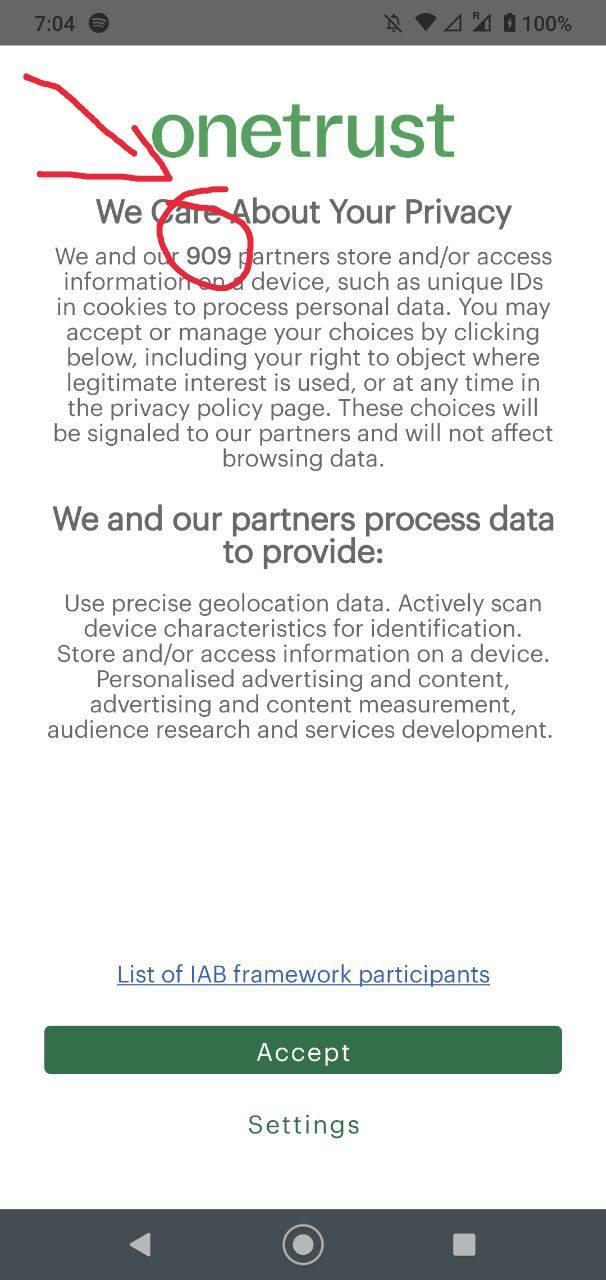 7:04
R
100%
onetrust
We Care About Your Privacy
We and our 909 partners store and/or access
information on a device, such as unique IDs
in cookies to process personal data. You may
accept or manage your choices by clicking
below, including your right to object where
legitimate interest is used, or at any time in
the privacy policy page. These choices will
be signaled to our partners and will not affect
browsing data.
We and our partners process data
to provide:
Use precise geolocation data. Actively scan
device characteristics for identification.
Store and/or access information on a device.
Personalised advertising and content,
advertising and content measurement,
audience research and services development.
List of IAB framework participants
Accept
Settings